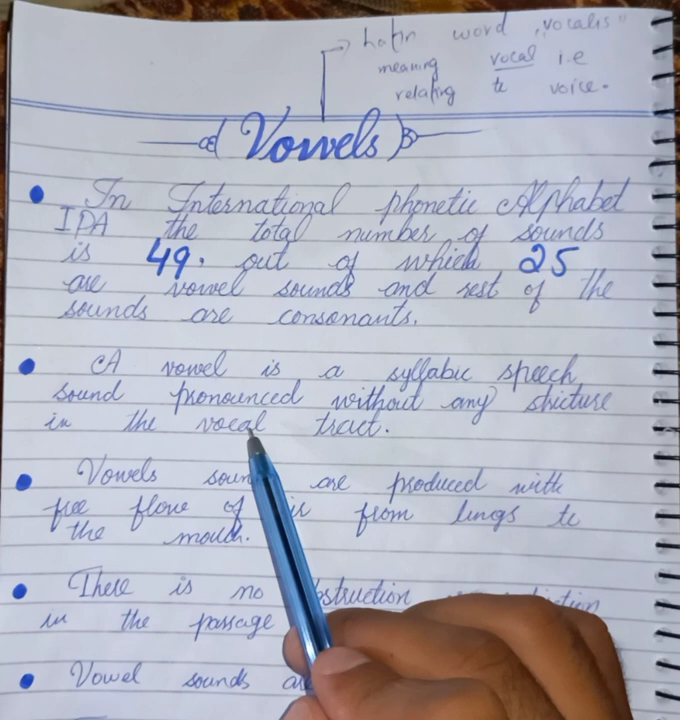 Latin word "vocalis"
meaning vocal i.e
relating to voice.
Vowels
In International phonetic Alphabet
IPA the total number of sounds
is 49. out of which 25
are vowel sounds and rest of the
sounds are consonants.
A vowel is a syllabic speech
sound pronounced without any stricture
in the vocal tract.
Vowels are produced with
free flow of from lungs to
the mouth.
There is no
in the passage
Vowel sounds